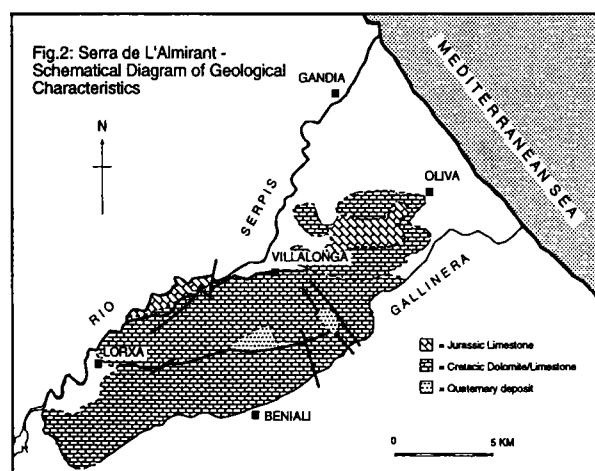 Fig.2: Serra de L'Almirant -
Schematical Diagram of Geological
Characteristics
GANDIA
MEDITERRANEAN SEA
N
OLIVA
SERPIS
VILLALONGA
GALLINERA
RIO
LORXA
BENIALI
= Jurassic Limestone
= Cretacic Dolomite/Limestone
= Quaternary deposit
0 5 KM